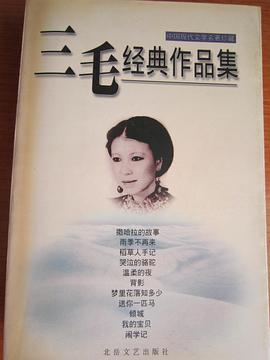 中国现代文学名著珍藏
三毛经典作品集
撒哈拉的故事
雨季不再来
稻草人手记
哭泣的骆驼
温柔的夜
背影
梦里花落知多少
送你一匹马
倾城
我的宝贝
闹学记
北岳文艺出版社